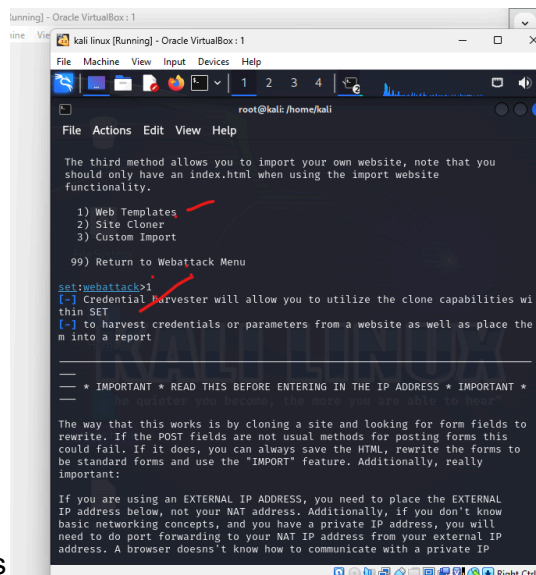 Running] - Oracle VirtualBox : 1
kali linux [Running] - Oracle VirtualBox : 1
File Machine View Input Devices Help
1 2 3 4
root@kali: /home/kali
File Actions Edit View Help
The third method allows you to import your own website, note that you
should only have an index.html when using the import website
functionality.
1) Web Templates
2) Site Cloner
3) Custom Import
99) Return to Webattack Menu
set:webattack>1
[-] Credential harvester will allow you to utilize the clone capabilities wi
thin SET
[-] to harvest credentials or parameters from a website as well as place the
m into a report
--- * IMPORTANT * READ THIS BEFORE ENTERING IN THE IP ADDRESS * IMPORTANT *
KALI LINUX
he quieter you become, the more you are able to hear"
The way that this works is by cloning a site and looking for form fields to
rewrite. If the POST fields are not usual methods for posting forms this
could fail. If it does, you can always save the HTML, rewrite the forms to
be standard forms and use the "IMPORT" feature. Additionally, really
important:
If you are using an EXTERNAL IP ADDRESS, you need to place the EXTERNAL
IP address below, not your NAT address. Additionally, if you don't know
basic networking concepts, and you have a private IP address, you will
need to do port forwarding to your NAT IP address from your external IP
address. A browser doesns't know how to communicate with a private IP
s
Right Ctrl